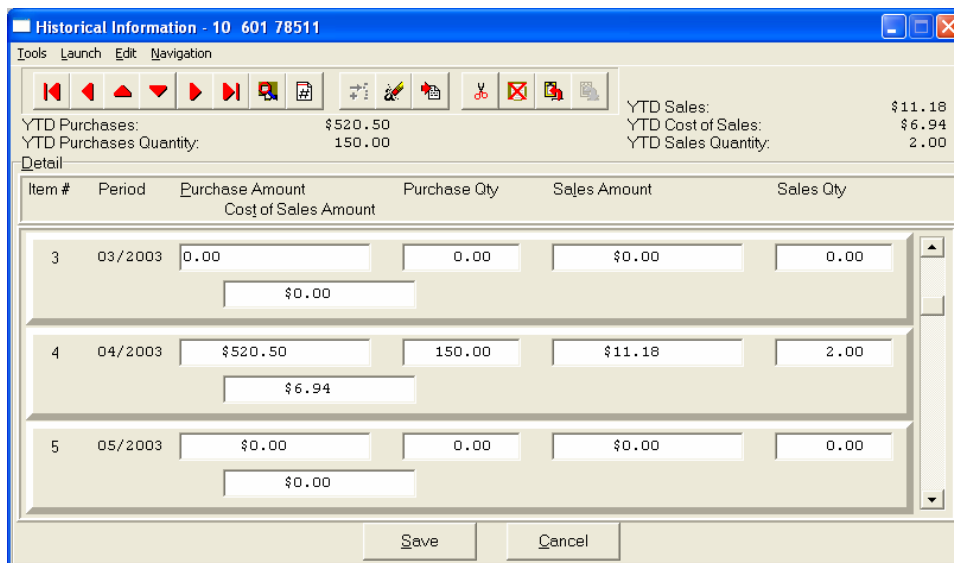 Historical Information - 10 601 78511
Tools Launch Edit Navigation
YTD Sales: $11.18
YTD Purchases: $520.50 YTD Cost of Sales: $6.94
YTD Purchases Quantity: 150.00 YTD Sales Quantity: 2.00
Detail
Item # Period Purchase Amount Purchase Qty Sales Amount Sales Qty
Cost of Sales Amount
3 03/2003 0.00 0.00 $0.00 0.00
$0.00
4 04/2003 $520.50 150.00 $11.18 2.00
$6.94
5 05/2003 $0.00 0.00 $0.00 0.00
$0.00
Save Cancel